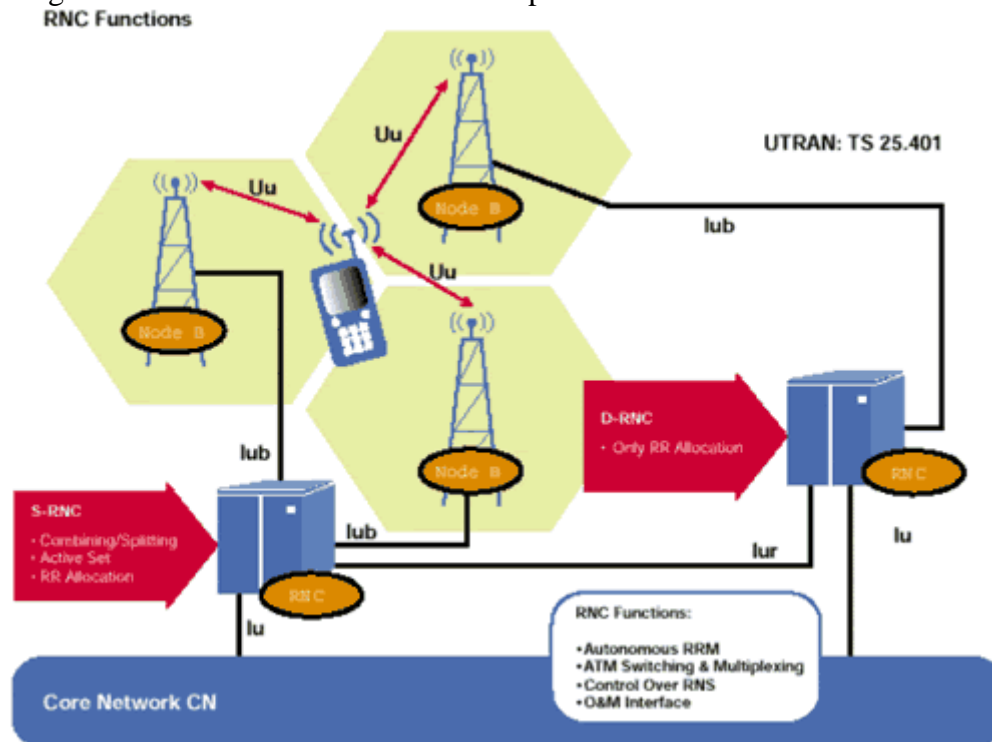 RNC Functions
UTRAN: TS 25.401
Uu
Uu
Uu
Node B
Node B
Node B
Iub
Iub
Iub
D-RNC
• Only RR Allocation
RNC
S-RNC
• Combining/Splitting
• Active Set
• RR Allocation
RNC
Iur
Iu
Iu
RNC Functions:
•Autonomous RRM
•ATM Switching & Multiplexing
•Control Over RNS
•O&M Interface
Core Network CN